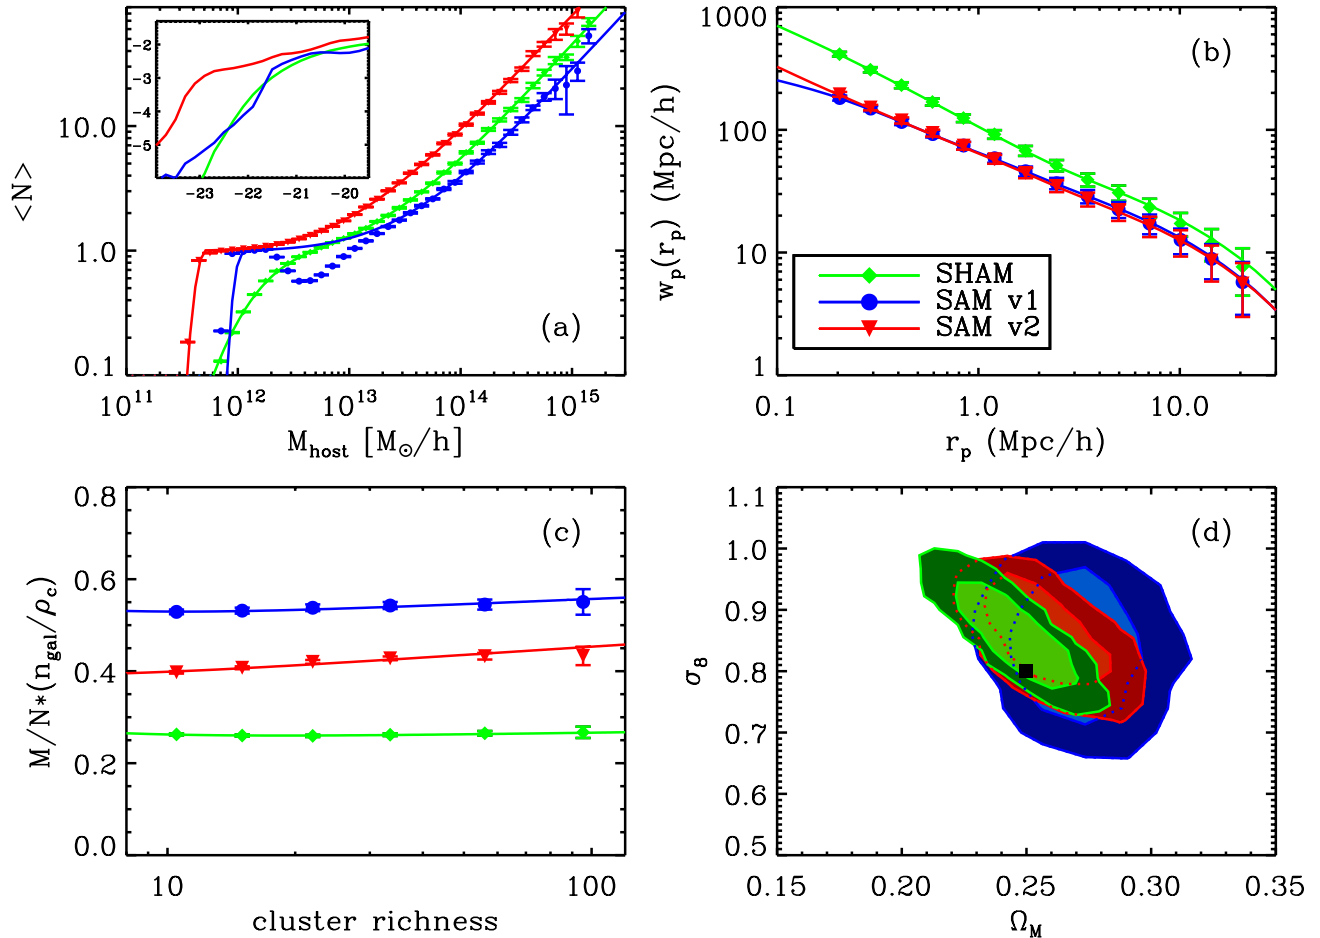 (a)
<N>
10.0
1.0
0.1
10^11
10^12
10^13
10^14
10^15
M_host [M_⊙/h]
-2
-3
-4
-5
-23
-22
-21
-20
(b)
w_p(r_p) (Mpc/h)
1000
100
10
1
0.1
1.0
10.0
r_p (Mpc/h)
SHAM
SAM v1
SAM v2
(c)
M/N*(n_gal/ρ_c)
0.8
0.6
0.4
0.2
0.0
10
100
cluster richness
(d)
σ_8
1.1
1.0
0.9
0.8
0.7
0.6
0.5
0.15
0.20
0.25
0.30
0.35
Ω_M